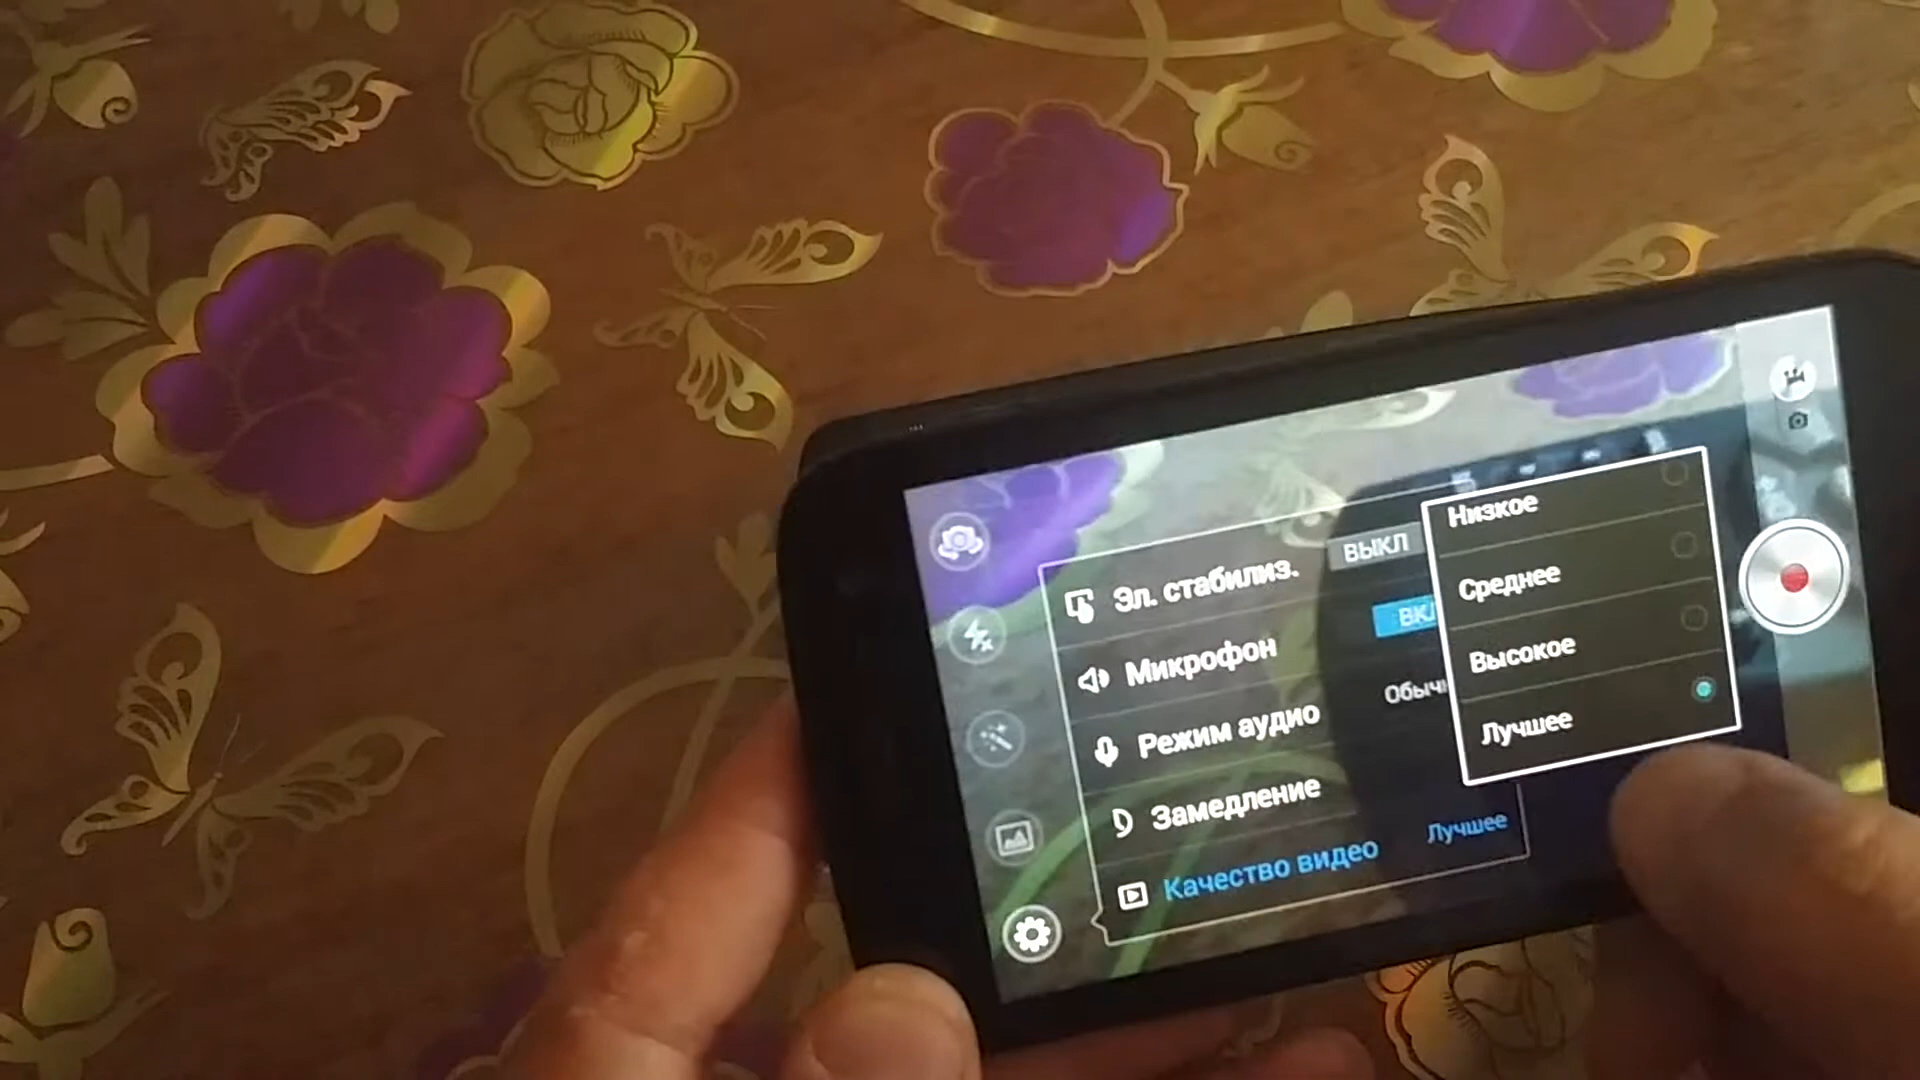 Эл. стабилиз. ВЫКЛ
Микрофон
Режим аудио
Замедление
Качество видео Лучшее
Низкое
Среднее
Высокое
Лучшее